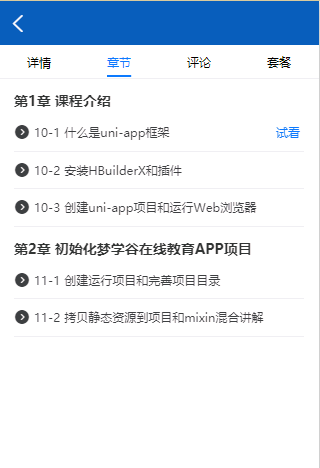 详情 章节 评论 套餐
第1章 课程介绍
10-1 什么是uni-app框架 试看
10-2 安装HBuilderX和插件
10-3 创建uni-app项目和运行Web浏览器
第2章 初始化梦学谷在线教育APP项目
11-1 创建运行项目和完善项目目录
11-2 拷贝静态资源到项目和mixin混合讲解